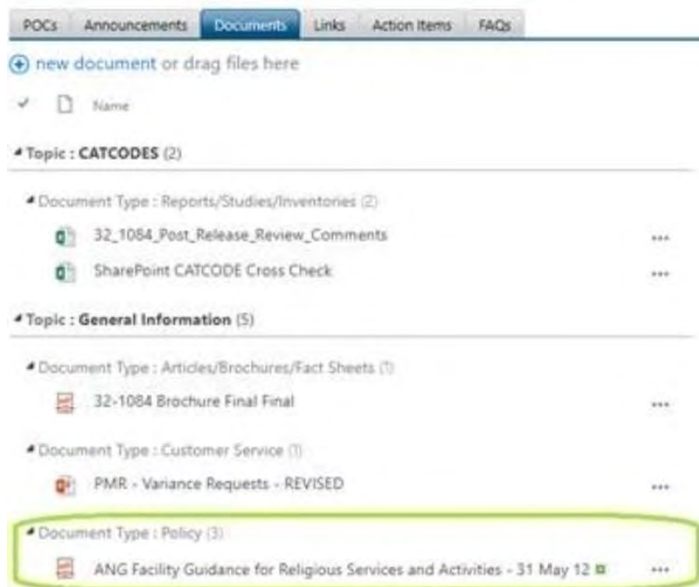 POCs Announcements Documents Links Action Items FAQs
new document or drag files here
Name
Topic : CATCODES (2)
Document Type : Reports/Studies/Inventories (2)
32_1084_Post_Release_Review_Comments ...
SharePoint CATCODE Cross Check ...
Topic : General Information (5)
Document Type : Articles/Brochures/Fact Sheets (1)
32-1084 Brochure Final Final ...
Document Type : Customer Service (1)
PMR - Variance Requests - REVISED ...
Document Type : Policy (3)
ANG Facility Guidance for Religious Services and Activities - 31 May 12 ...